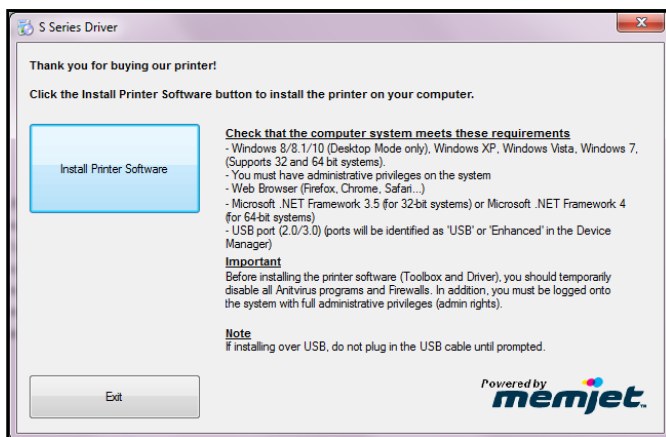 S Series Driver
Thank you for buying our printer!
Click the Install Printer Software button to install the printer on your computer.
Install Printer Software
Check that the computer system meets these requirements
- Windows 8/8.1/10 (Desktop Mode only), Windows XP, Windows Vista, Windows 7,
(Supports 32 and 64 bit systems).
- You must have administrative privileges on the system
- Web Browser (Firefox, Chrome, Safari...)
- Microsoft .NET Framework 3.5 (for 32-bit systems) or Microsoft .NET Framework 4
(for 64-bit systems)
- USB port (2.0/3.0) (ports will be identified as 'USB' or 'Enhanced' in the Device
Manager)
Important
Before installing the printer software (Toolbox and Driver), you should temporarily
disable all Anitvirus programs and Firewalls. In addition, you must be logged onto
the system with full administrative privileges (admin rights).
Note
If installing over USB, do not plug in the USB cable until prompted.
Exit
Powered by
memjet